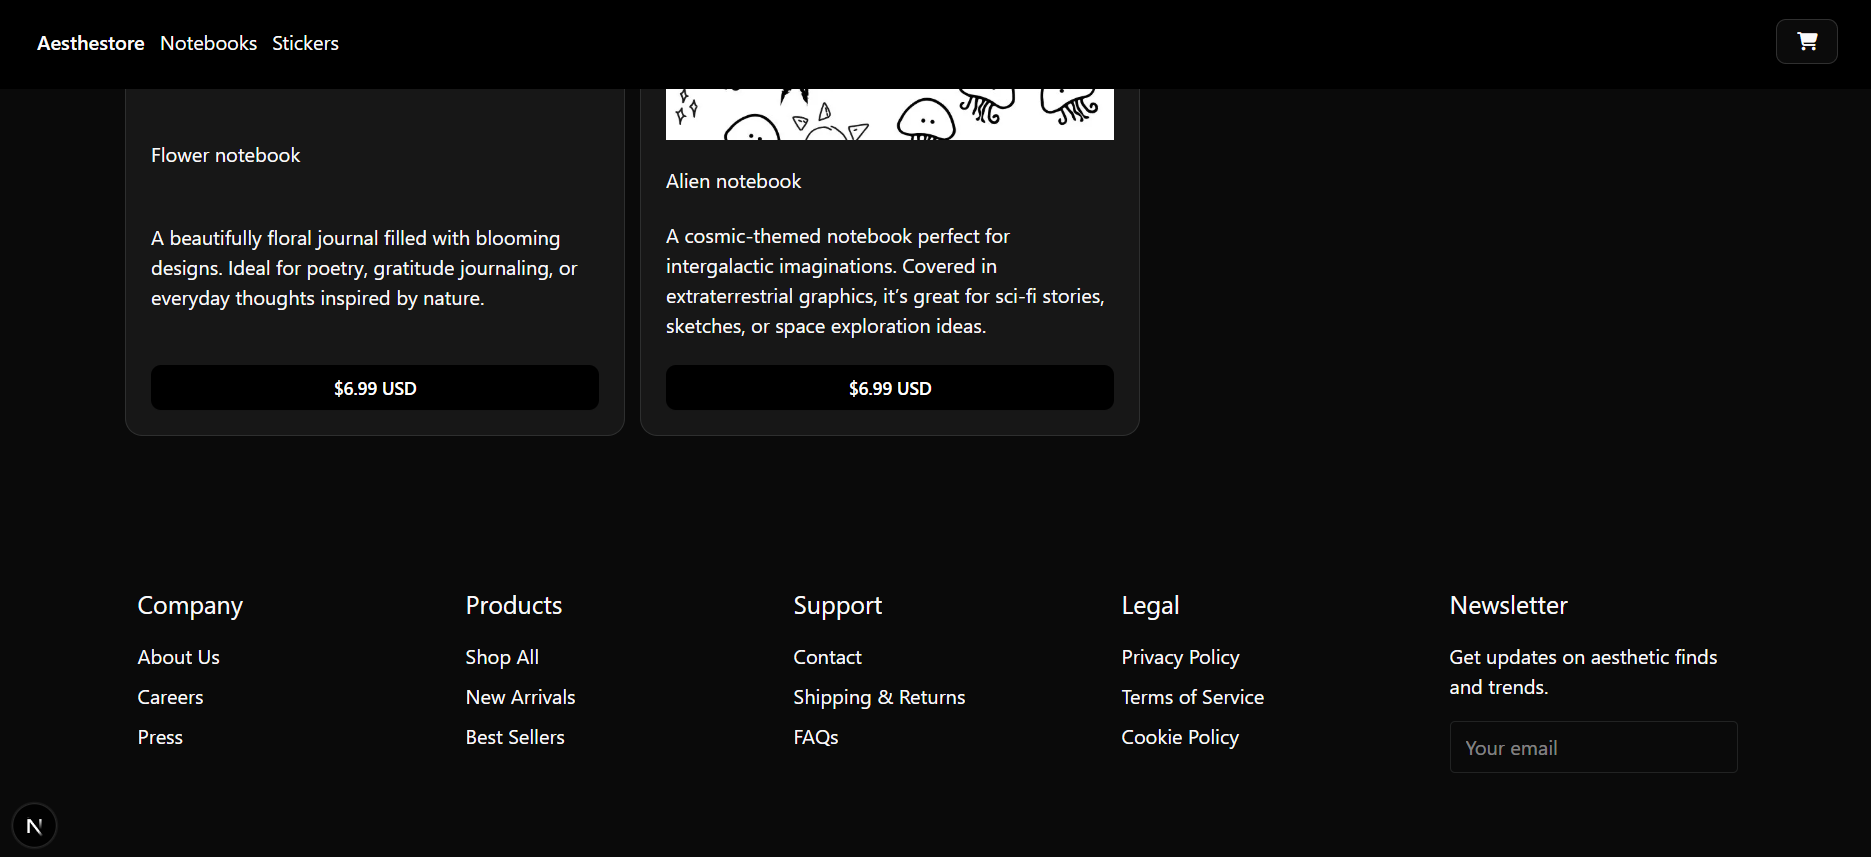 Aesthestore Notebooks Stickers
Flower notebook
A beautifully floral journal filled with blooming
designs. Ideal for poetry, gratitude journaling, or
everyday thoughts inspired by nature.
$6.99 USD
Alien notebook
A cosmic-themed notebook perfect for
intergalactic imaginations. Covered in
extraterrestrial graphics, it's great for sci-fi stories,
sketches, or space exploration ideas.
$6.99 USD
Company
About Us
Careers
Press
Products
Shop All
New Arrivals
Best Sellers
Support
Contact
Shipping & Returns
FAQs
Legal
Privacy Policy
Terms of Service
Cookie Policy
Newsletter
Get updates on aesthetic finds
and trends.
Your email
N